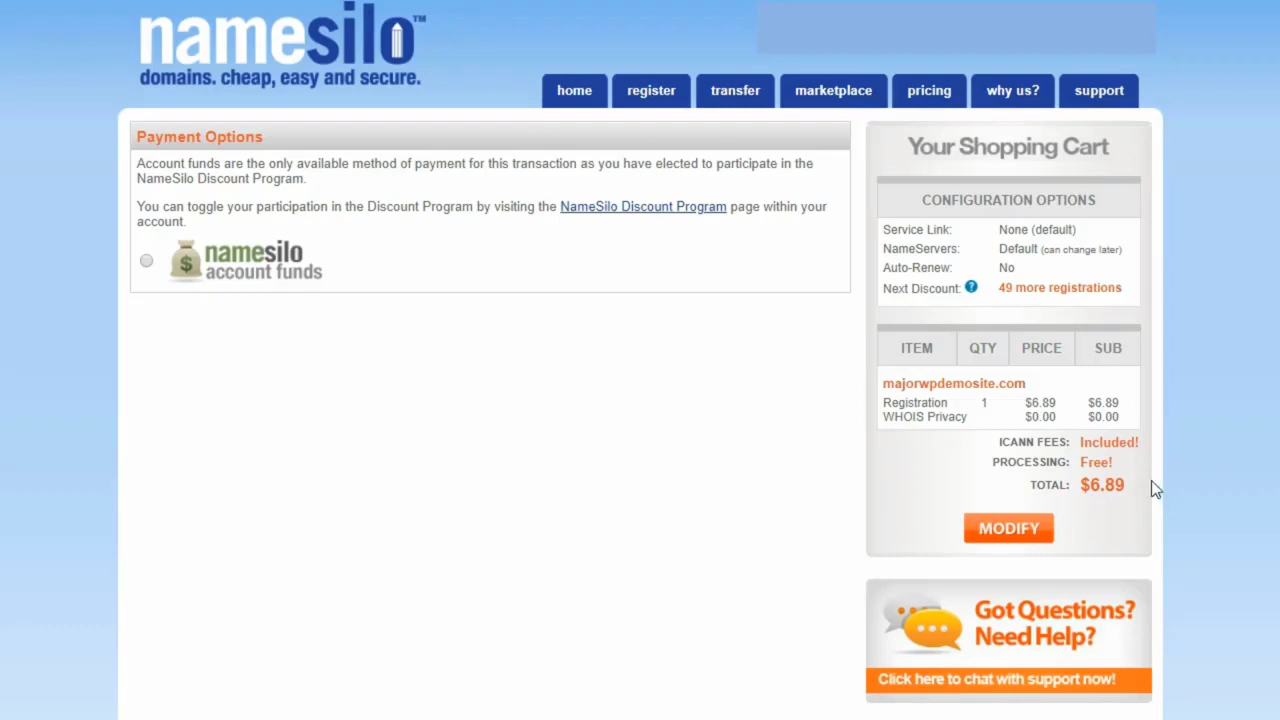 namesilo™
domains. cheap, easy and secure.
home register transfer marketplace pricing why us? support
Payment Options
Account funds are the only available method of payment for this transaction as you have elected to participate in the
NameSilo Discount Program.
You can toggle your participation in the Discount Program by visiting the NameSilo Discount Program page within your
account.
$ namesilo
account funds
Your Shopping Cart
CONFIGURATION OPTIONS
Service Link: None (default)
NameServers: Default (can change later)
Auto-Renew: No
Next Discount: ? 49 more registrations
ITEM QTY PRICE SUB
majorwpdemosite.com
Registration 1 $6.89 $6.89
WHOIS Privacy $0.00 $0.00
ICANN FEES: Included!
PROCESSING: Free!
TOTAL: $6.89
MODIFY
Got Questions?
Need Help?
Click here to chat with support now!